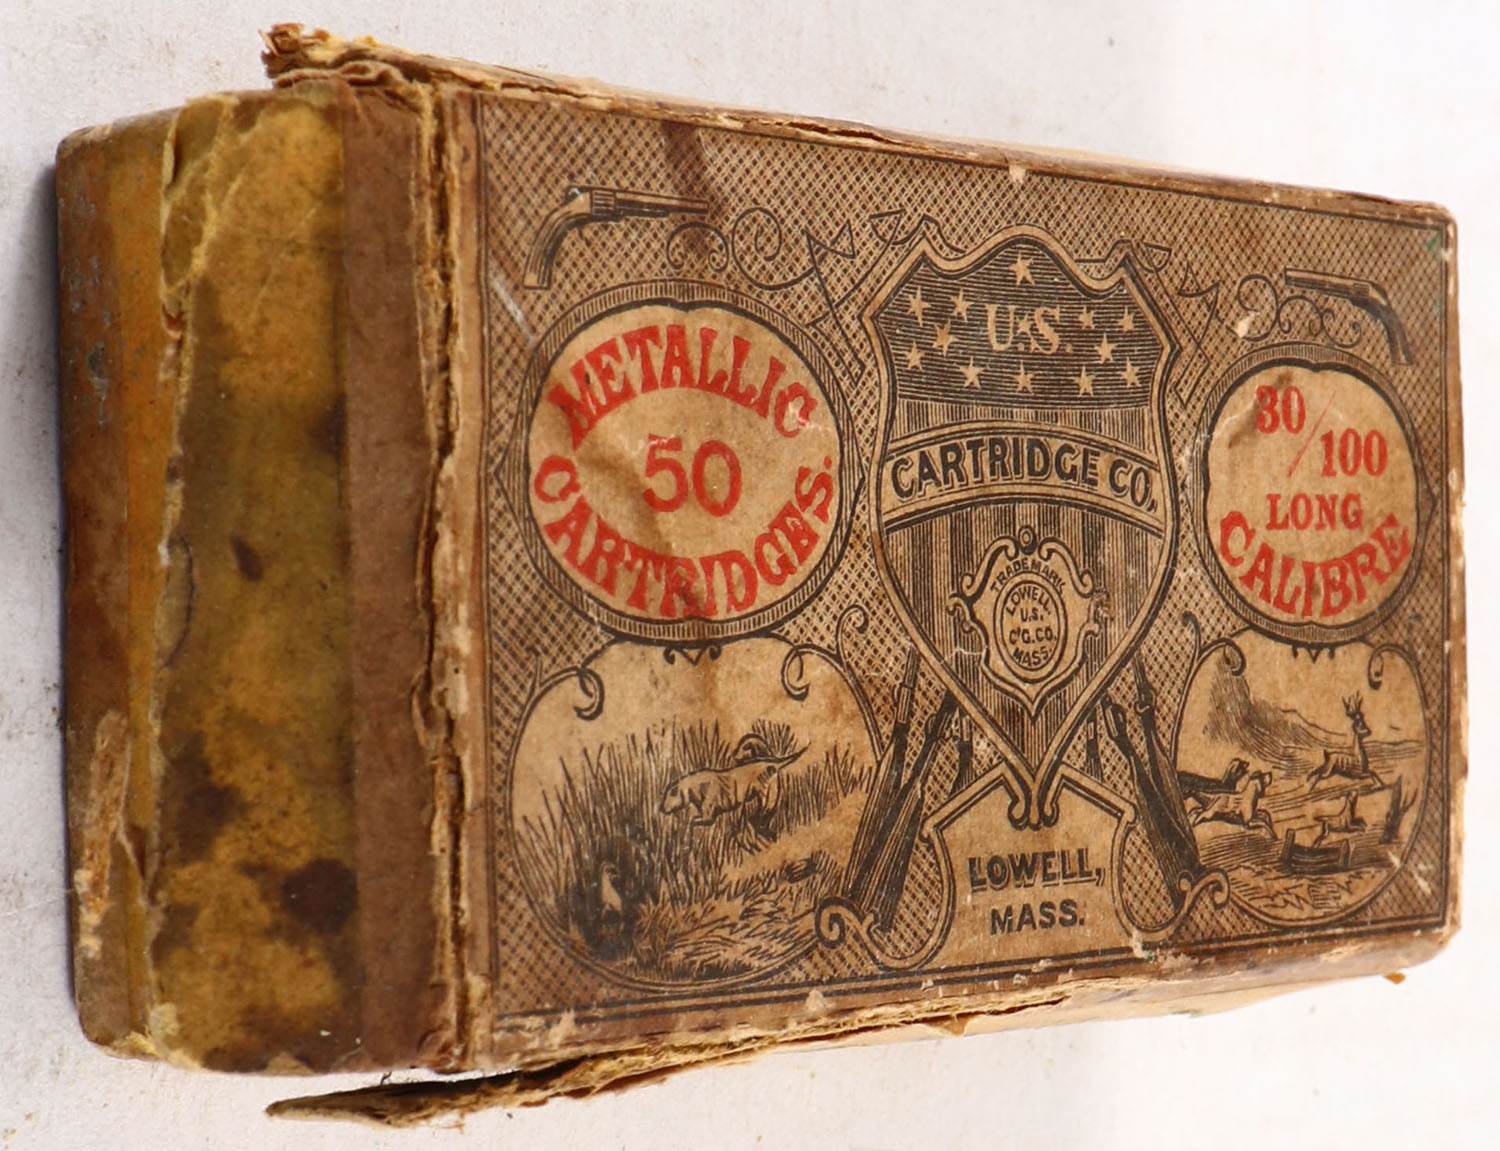 METALLIC
50
CARTRIDGES.
U.S.
CARTRIDGE CO.,
TRADE MARK
LOWELL
U.S.
C'G.CO.
MASS.
LOWELL,
MASS.
30/100
LONG
CALIBRE